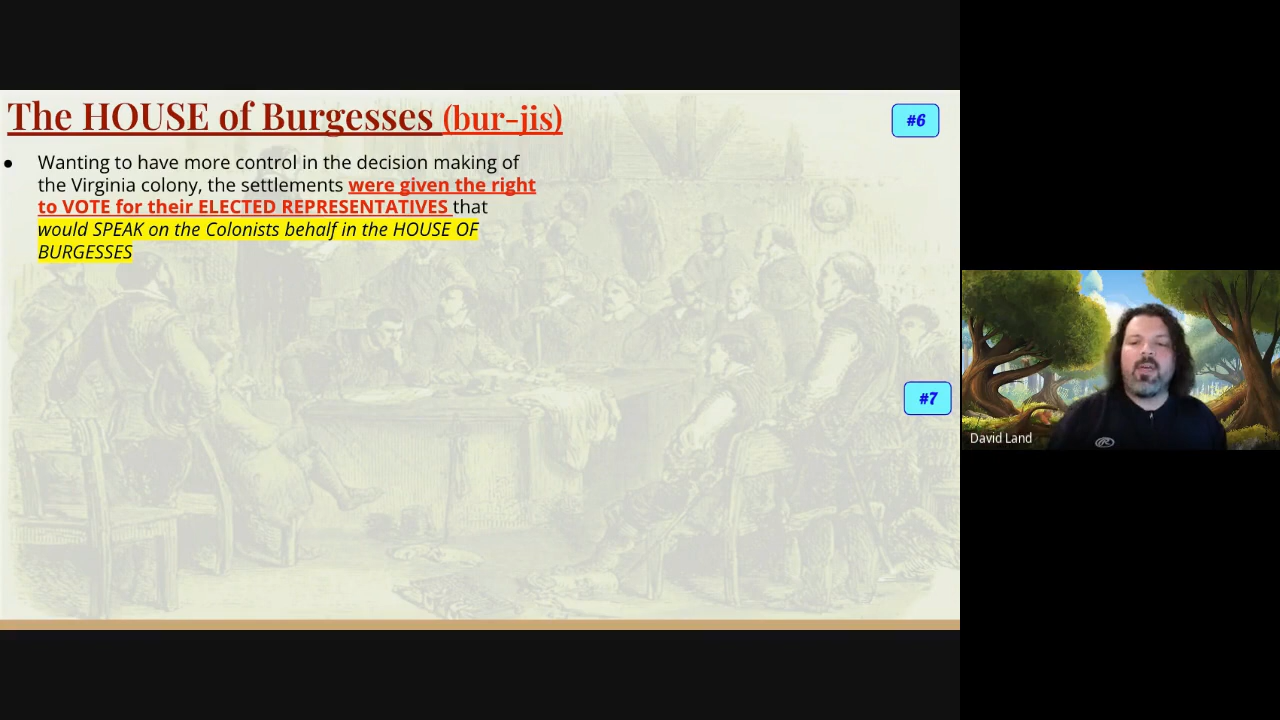 The HOUSE of Burgesses (bur-jis)
#6
● Wanting to have more control in the decision making of
the Virginia colony, the settlements were given the right
to VOTE for their ELECTED REPRESENTATIVES that
would SPEAK on the Colonists behalf in the HOUSE OF
BURGESSES
#7
David Land